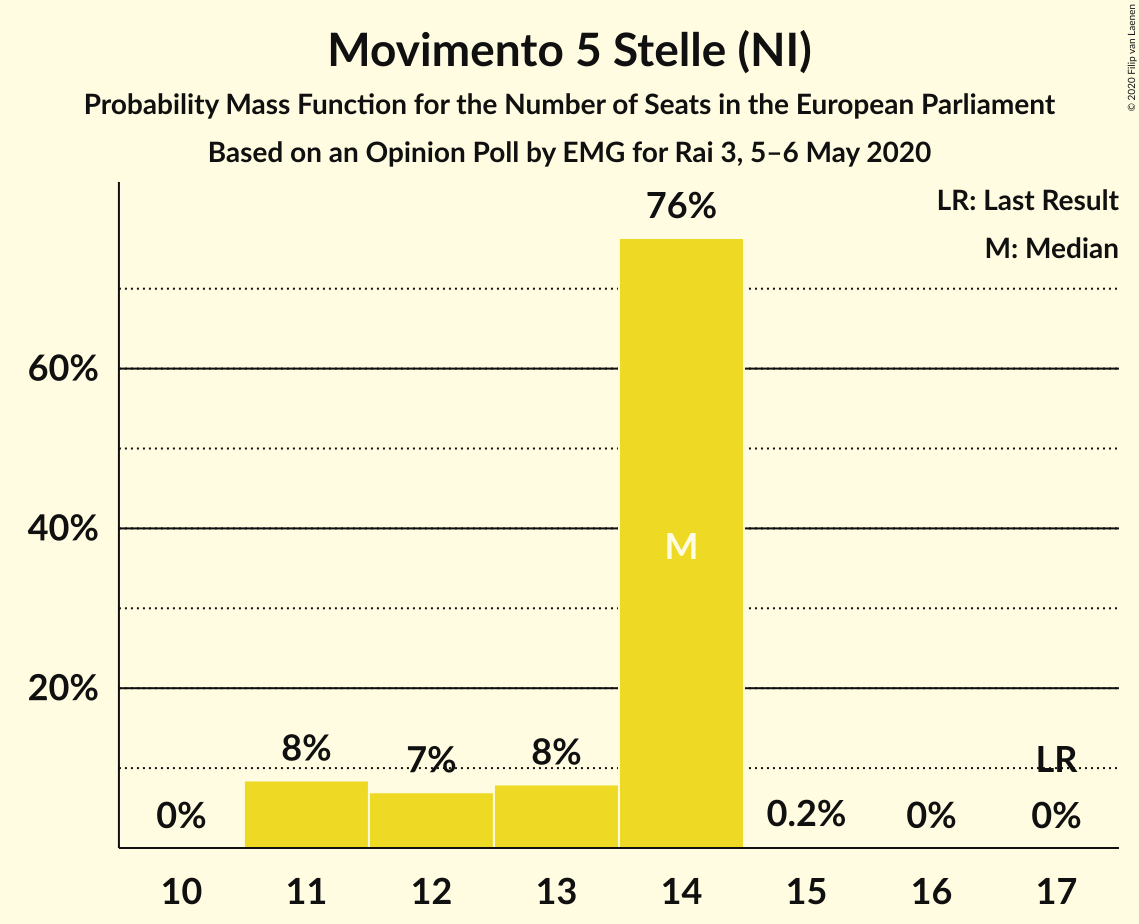 Movimento 5 Stelle (NI)
Probability Mass Function for the Number of Seats in the European Parliament
Based on an Opinion Poll by EMG for Rai 3, 5–6 May 2020
© 2020 Filip van Laenen
LR: Last Result
M: Median
76%
60%
40%
20%
M
8%
7%
8%
LR
0%
0.2%
0%
0%
10 11 12 13 14 15 16 17